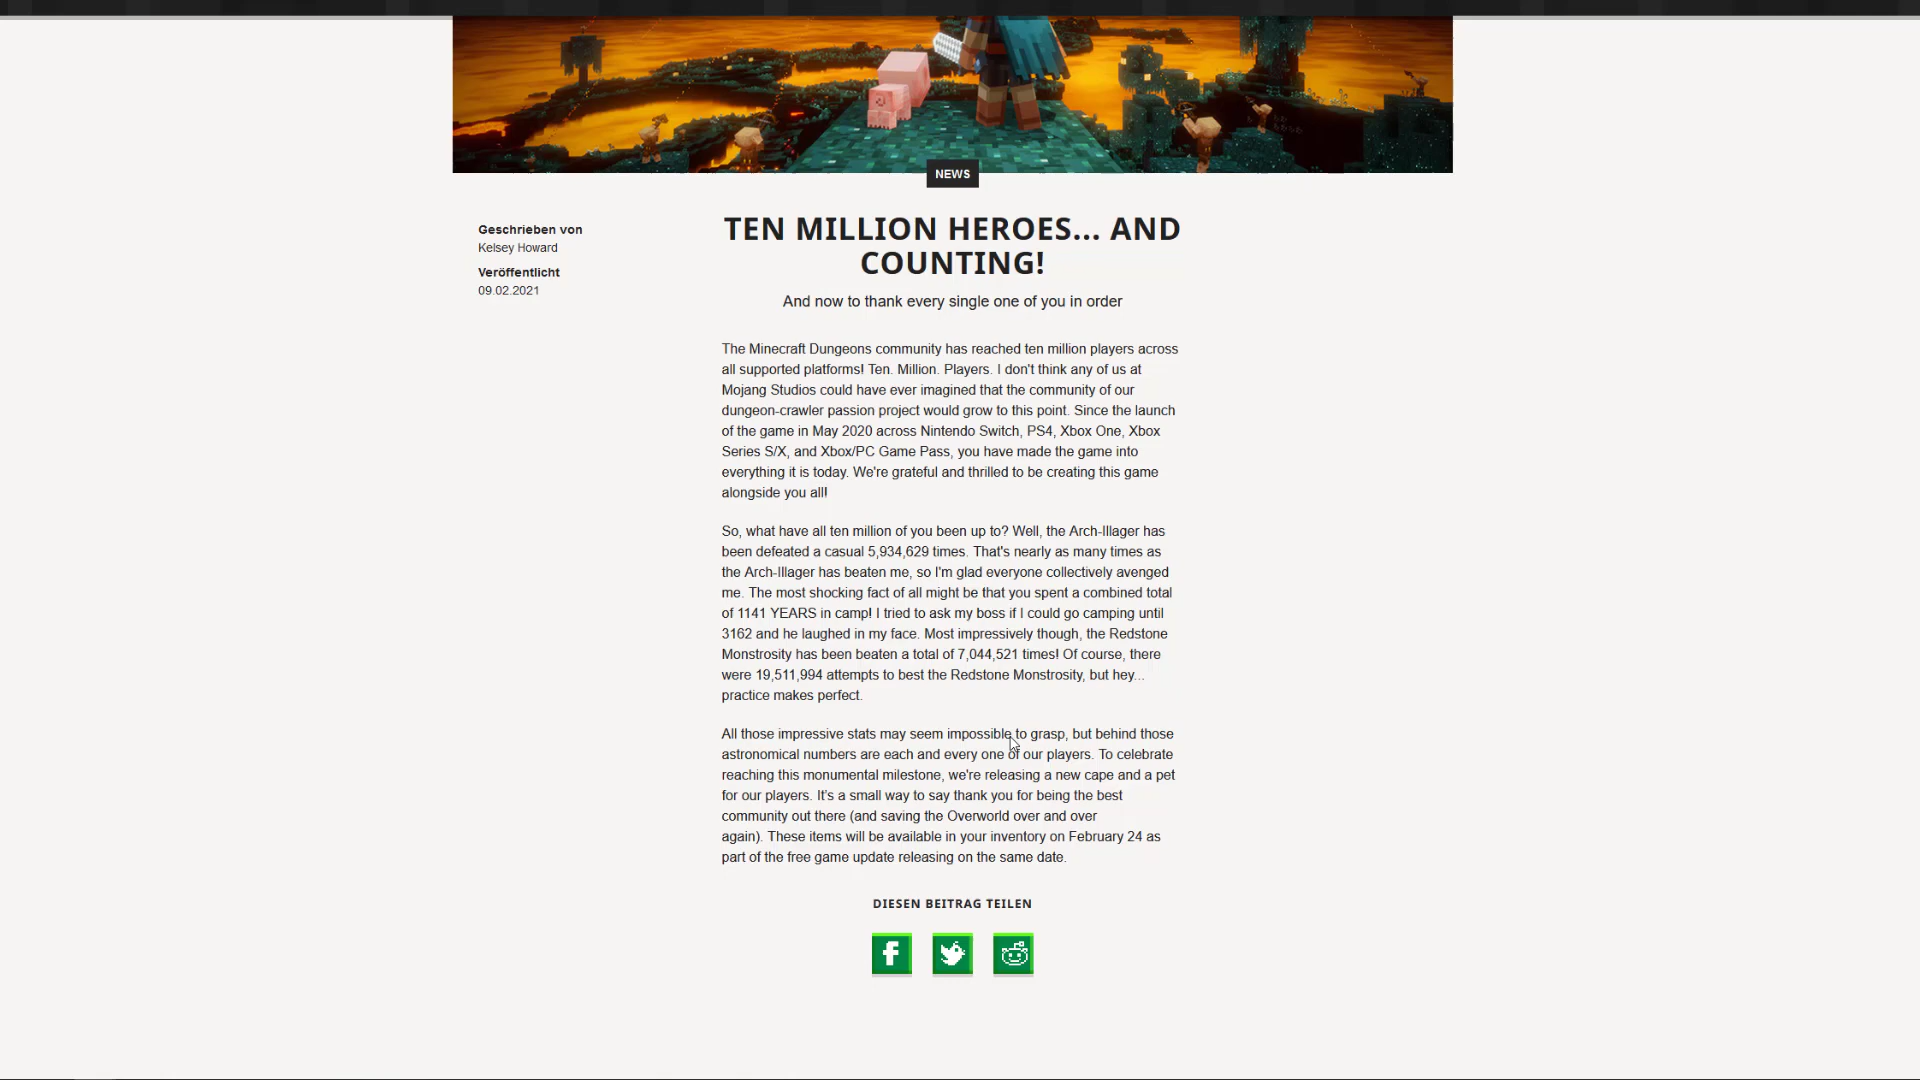 NEWS
Geschrieben von
Kelsey Howard
Veröffentlicht
09.02.2021
TEN MILLION HEROES... AND
COUNTING!
And now to thank every single one of you in order
The Minecraft Dungeons community has reached ten million players across
all supported platforms! Ten. Million. Players. I don't think any of us at
Mojang Studios could have ever imagined that the community of our
dungeon-crawler passion project would grow to this point. Since the launch
of the game in May 2020 across Nintendo Switch, PS4, Xbox One, Xbox
Series S/X, and Xbox/PC Game Pass, you have made the game into
everything it is today. We're grateful and thrilled to be creating this game
alongside you all!
So, what have all ten million of you been up to? Well, the Arch-Illager has
been defeated a casual 5,934,629 times. That's nearly as many times as
the Arch-Illager has beaten me, so I'm glad everyone collectively avenged
me. The most shocking fact of all might be that you spent a combined total
of 1141 YEARS in camp! I tried to ask my boss if I could go camping until
3162 and he laughed in my face. Most impressively though, the Redstone
Monstrosity has been beaten a total of 7,044,521 times! Of course, there
were 19,511,994 attempts to best the Redstone Monstrosity, but hey...
practice makes perfect.
All those impressive stats may seem impossible to grasp, but behind those
astronomical numbers are each and every one of our players. To celebrate
reaching this monumental milestone, we're releasing a new cape and a pet
for our players. It's a small way to say thank you for being the best
community out there (and saving the Overworld over and over
again). These items will be available in your inventory on February 24 as
part of the free game update releasing on the same date.
DIESEN BEITRAG TEILEN